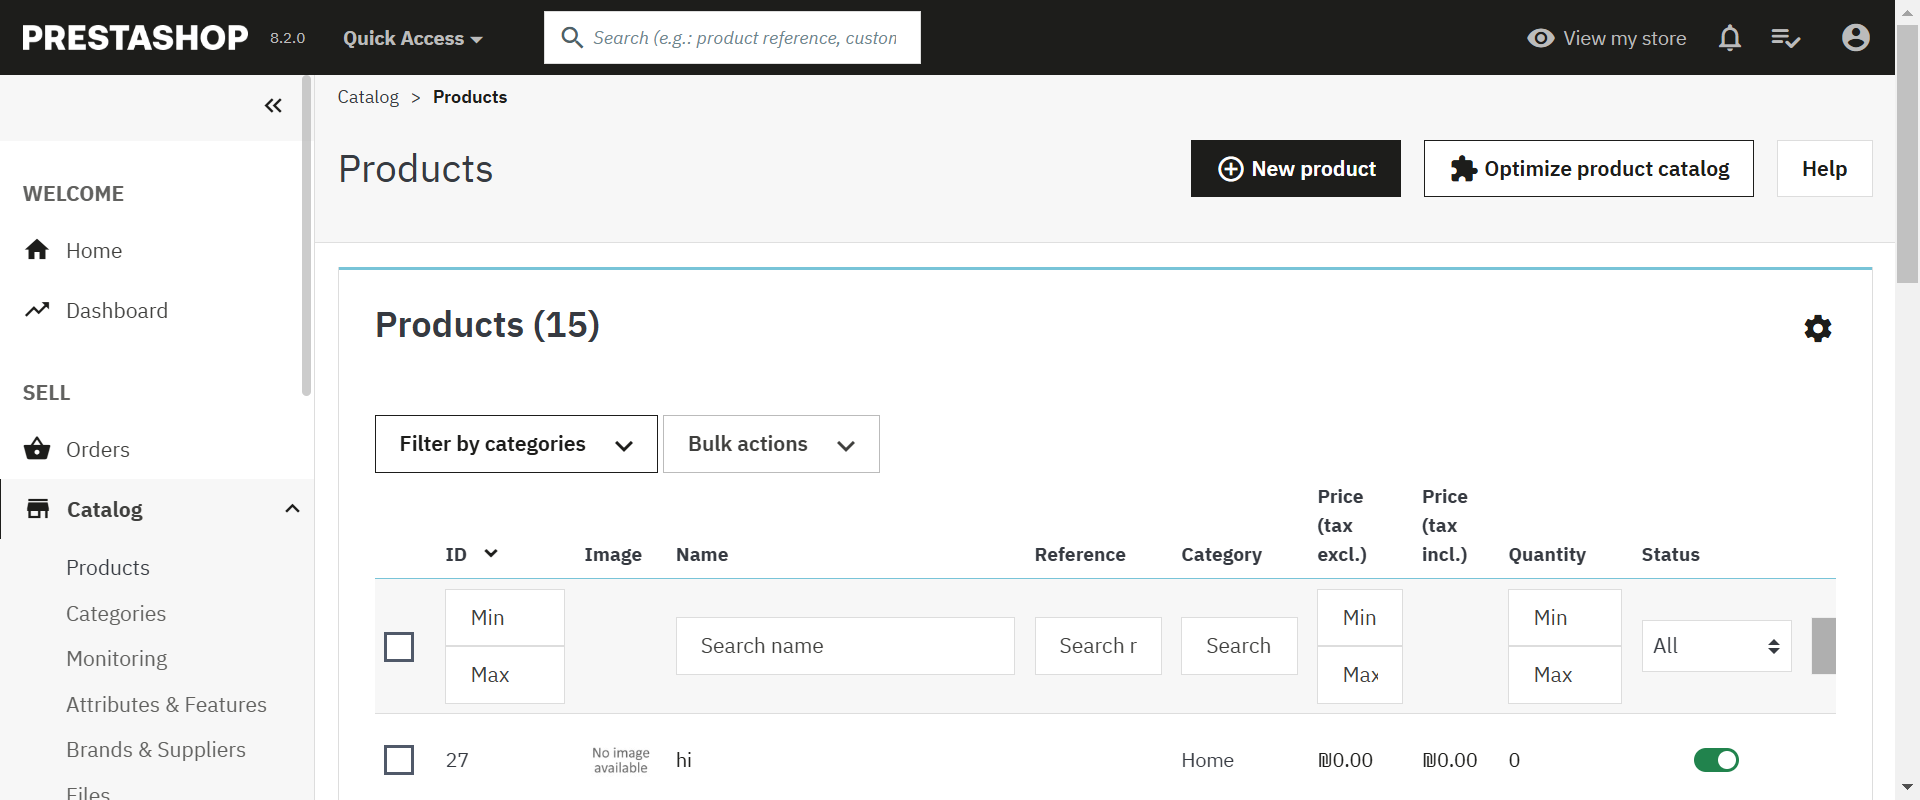 PRESTASHOP 8.2.0 Quick Access Search (e.g.: product reference, custon View my store
Catalog > Products
Products
New product Optimize product catalog Help
WELCOME
Home
Dashboard
SELL
Orders
Catalog
Products
Categories
Monitoring
Attributes & Features
Brands & Suppliers
Files
Products (15)
Filter by categories Bulk actions
ID Image Name Reference Category Price (tax excl.) Price (tax incl.) Quantity Status
Min Min Min
Search name Search r Search All
Max Max Max
27 No image available hi Home ₪0.00 ₪0.00 0